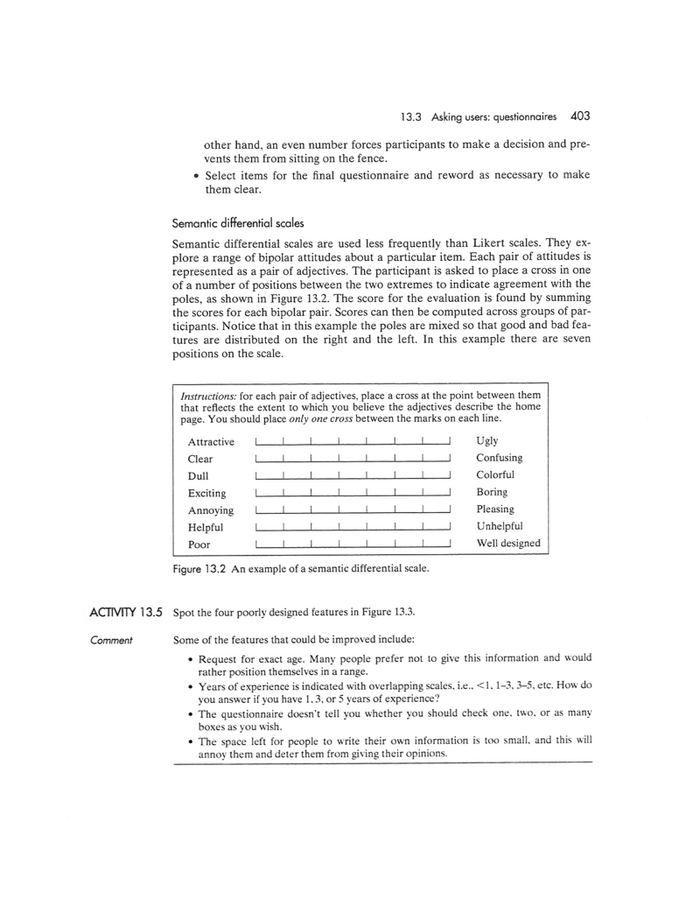 13.3 Asking users: questionnaires 403
other hand, an even number forces participants to make a decision and pre-
vents them from sitting on the fence.
• Select items for the final questionnaire and reword as necessary to make
them clear.
Semantic differential scales
Semantic differential scales are used less frequently than Likert scales. They ex-
plore a range of bipolar attitudes about a particular item. Each pair of attitudes is
represented as a pair of adjectives. The participant is asked to place a cross in one
of a number of positions between the two extremes to indicate agreement with the
poles, as shown in Figure 13.2. The score for the evaluation is found by summing
the scores for each bipolar pair. Scores can then be computed across groups of par-
ticipants. Notice that in this example the poles are mixed so that good and bad fea-
tures are distributed on the right and the left. In this example there are seven
positions on the scale.
Instructions: for each pair of adjectives, place a cross at the point between them
that reflects the extent to which you believe the adjectives describe the home
page. You should place only one cross between the marks on each line.
Attractive Ugly
Clear Confusing
Dull Colorful
Exciting Boring
Annoying Pleasing
Helpful Unhelpful
Poor Well designed
Figure 13.2 An example of a semantic differential scale.
ACTIVITY 13.5 Spot the four poorly designed features in Figure 13.3.
Comment Some of the features that could be improved include:
• Request for exact age. Many people prefer not to give this information and would
rather position themselves in a range.
• Years of experience is indicated with overlapping scales, i.e., <1, 1–3, 3–5, etc. How do
you answer if you have 1, 3, or 5 years of experience?
• The questionnaire doesn't tell you whether you should check one, two, or as many
boxes as you wish.
• The space left for people to write their own information is too small, and this will
annoy them and deter them from giving their opinions.